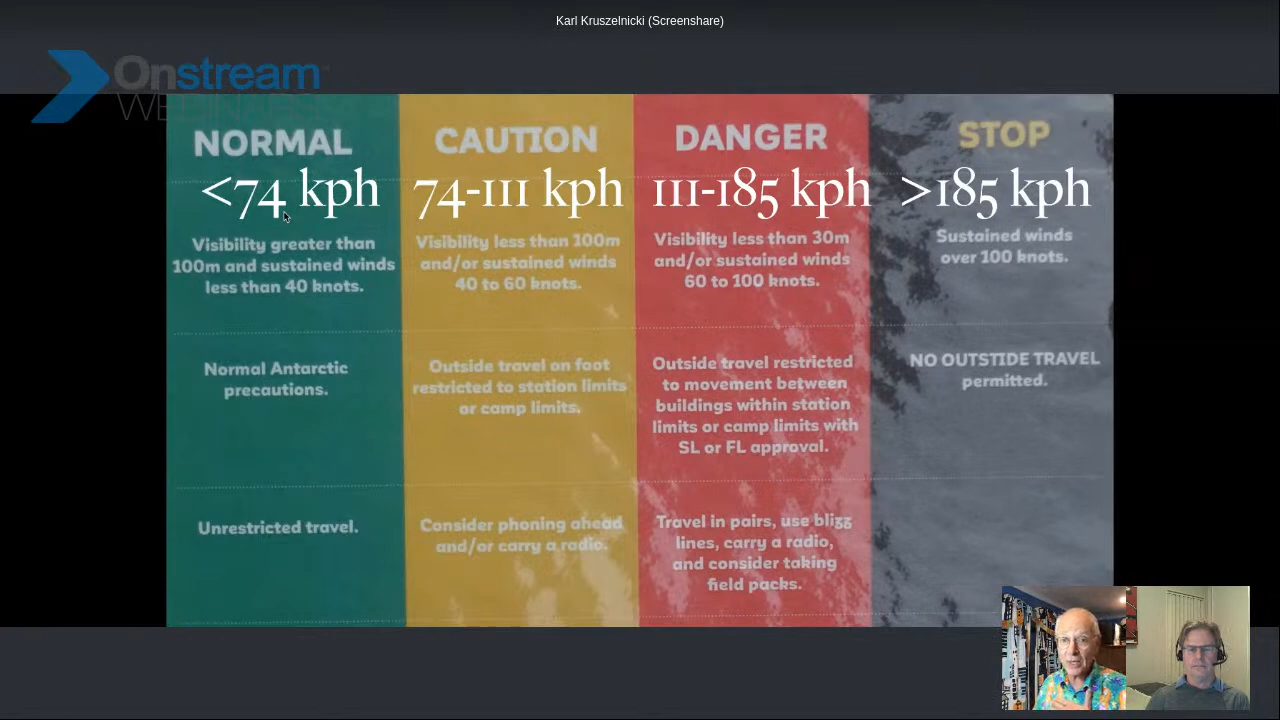 Karl Kruszelnicki (Screenshare)
Onstream
WEBINARS
NORMAL
<74 kph
Visibility greater than
100m and sustained winds
less than 40 knots.
Normal Antarctic
precautions.
Unrestricted travel.
CAUTION
74-111 kph
Visibility less than 100m
and/or sustained winds
40 to 60 knots.
Outside travel on foot
restricted to station limits
or camp limits.
Consider phoning ahead
and/or carry a radio.
DANGER
111-185 kph
Visibility less than 30m
and/or sustained winds
60 to 100 knots.
Outside travel restricted
to movement between
buildings within station
limits or camp limits with
SL or FL approval.
Travel in pairs, use blizz
lines, carry a radio,
and consider taking
field packs.
STOP
>185 kph
Sustained winds
over 100 knots.
NO OUTSTIDE TRAVEL
permitted.